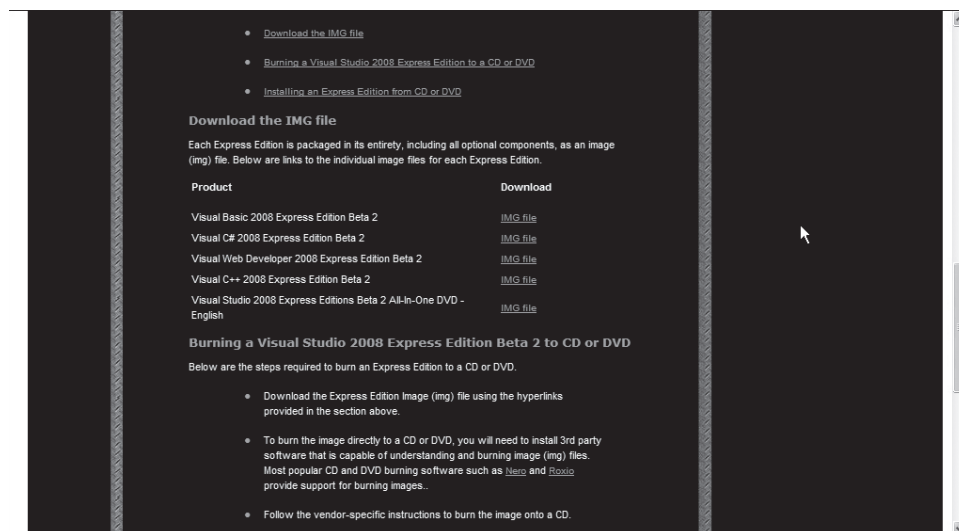 Download the IMG file
Burning a Visual Studio 2008 Express Edition to a CD or DVD
Installing an Express Edition from CD or DVD
Download the IMG file
Each Express Edition is packaged in its entirety, including all optional components, as an image
(img) file. Below are links to the individual image files for each Express Edition.
Product Download
Visual Basic 2008 Express Edition Beta 2 IMG file
Visual C# 2008 Express Edition Beta 2 IMG file
Visual Web Developer 2008 Express Edition Beta 2 IMG file
Visual C++ 2008 Express Edition Beta 2 IMG file
Visual Studio 2008 Express Editions Beta 2 All-In-One DVD - IMG file
English
Burning a Visual Studio 2008 Express Edition Beta 2 to CD or DVD
Below are the steps required to burn an Express Edition to a CD or DVD.
Download the Express Edition Image (img) file using the hyperlinks
provided in the section above.
To burn the image directly to a CD or DVD, you will need to install 3rd party
software that is capable of understanding and burning image (img) files.
Most popular CD and DVD burning software such as Nero and Roxio
provide support for burning images..
Follow the vendor-specific instructions to burn the image onto a CD.